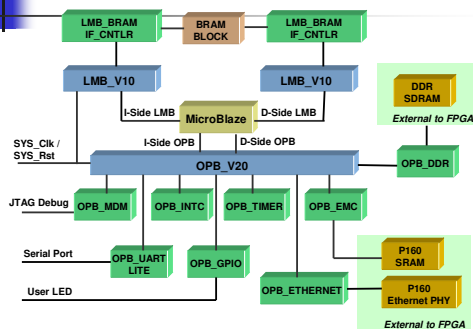 LMB_BRAM
IF_CNTLR
BRAM
BLOCK
LMB_BRAM
IF_CNTLR
LMB_V10
LMB_V10
DDR
SDRAM
I-Side LMB
D-Side LMB
MicroBlaze
External to FPGA
SYS_Clk /
SYS_Rst
I-Side OPB
D-Side OPB
OPB_V20
OPB_DDR
JTAG Debug
OPB_MDM
OPB_INTC
OPB_TIMER
OPB_EMC
Serial Port
OPB_UART
LITE
OPB_GPIO
P160
SRAM
User LED
OPB_ETHERNET
P160
Ethernet PHY
External to FPGA